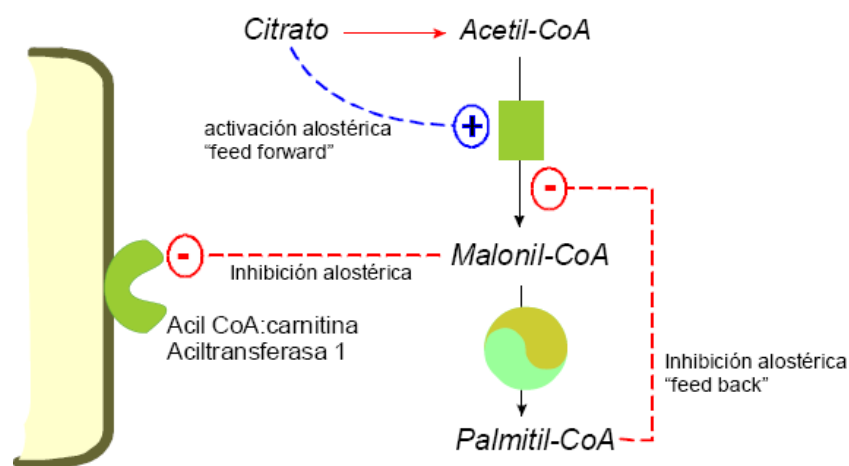 Citrato
Acetil-CoA
activación alostérica
“feed forward”
+
-
-
Malonil-CoA
Inhibición alostérica
Acil CoA:carnitina
Aciltransferasa 1
Inhibición alostérica
“feed back”
Palmitil-CoA